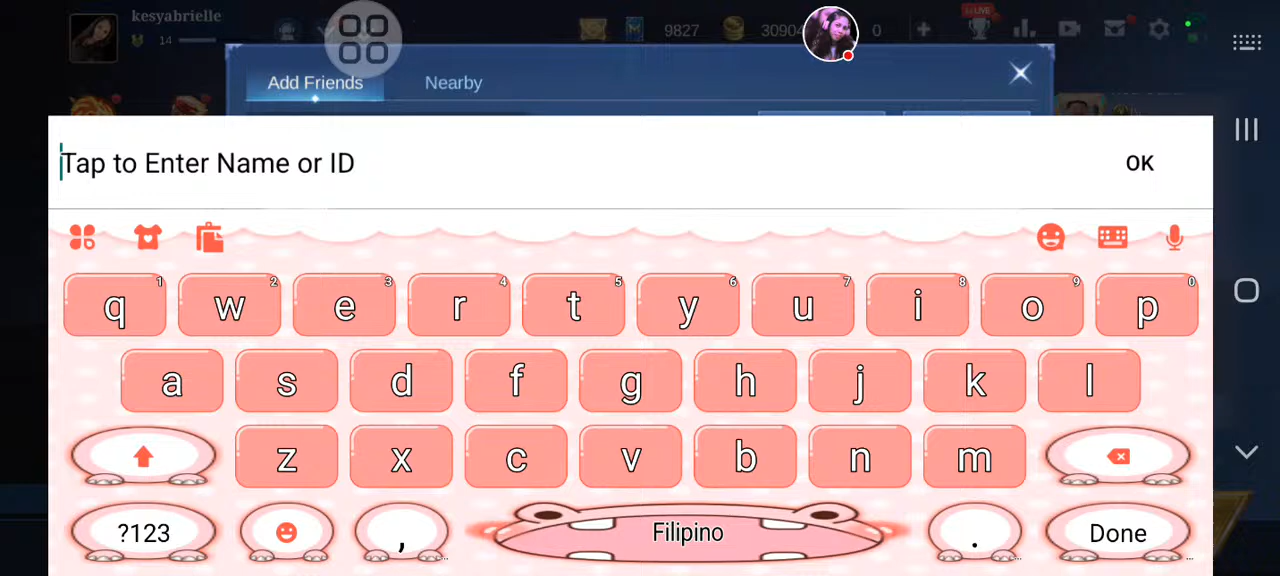 kesyabrielle
14
9827
30904
0
LIVE
Add Friends
Nearby
Tap to Enter Name or ID
OK
q 1 w 2 e 3 r 4 t 5 y 6 u 7 i 8 o 9 p 0
a s d f g h j k l
z x c v b n m
?123 , Filipino . Done